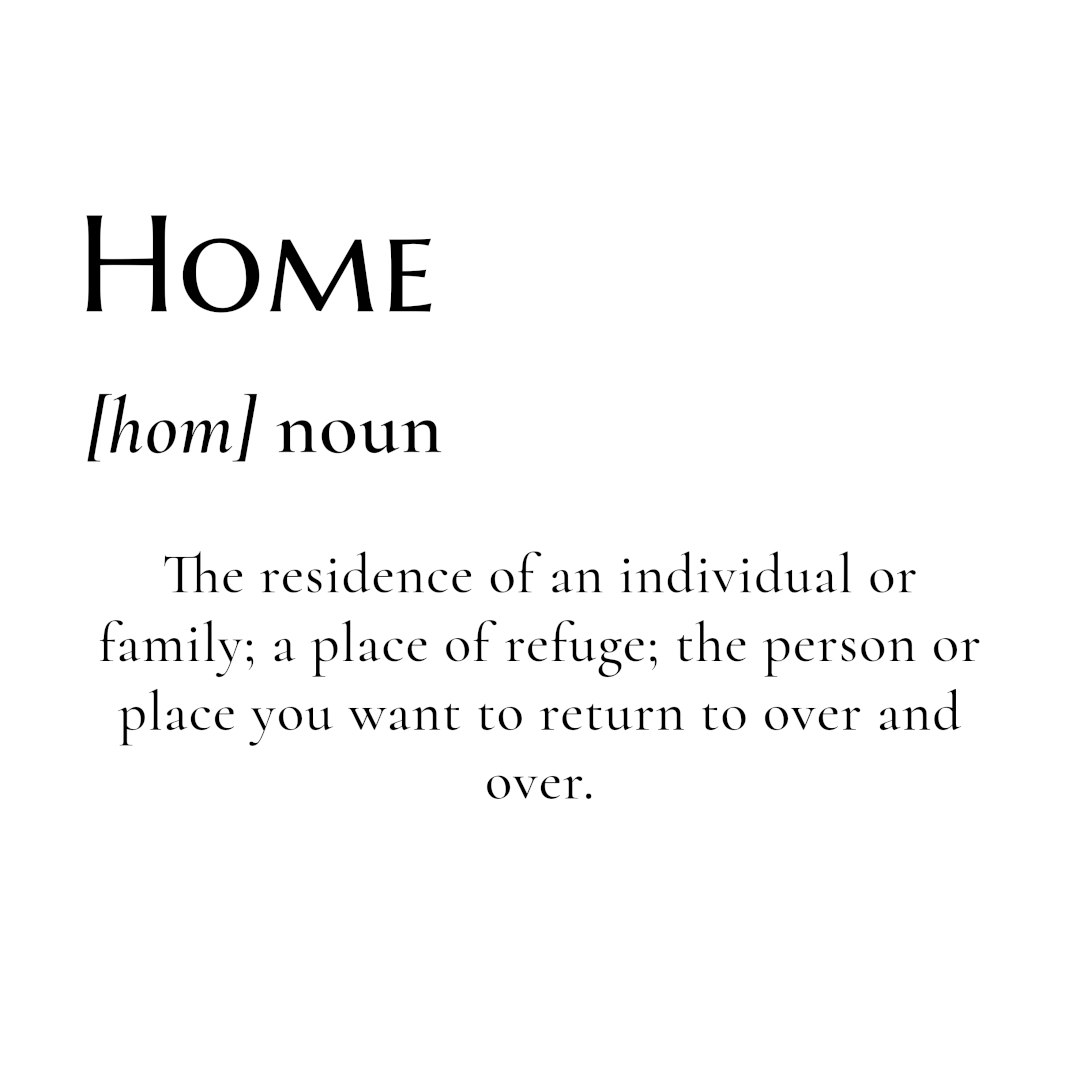 Home
[hom] noun
The residence of an individual or
family; a place of refuge; the person or
place you want to return to over and
over.